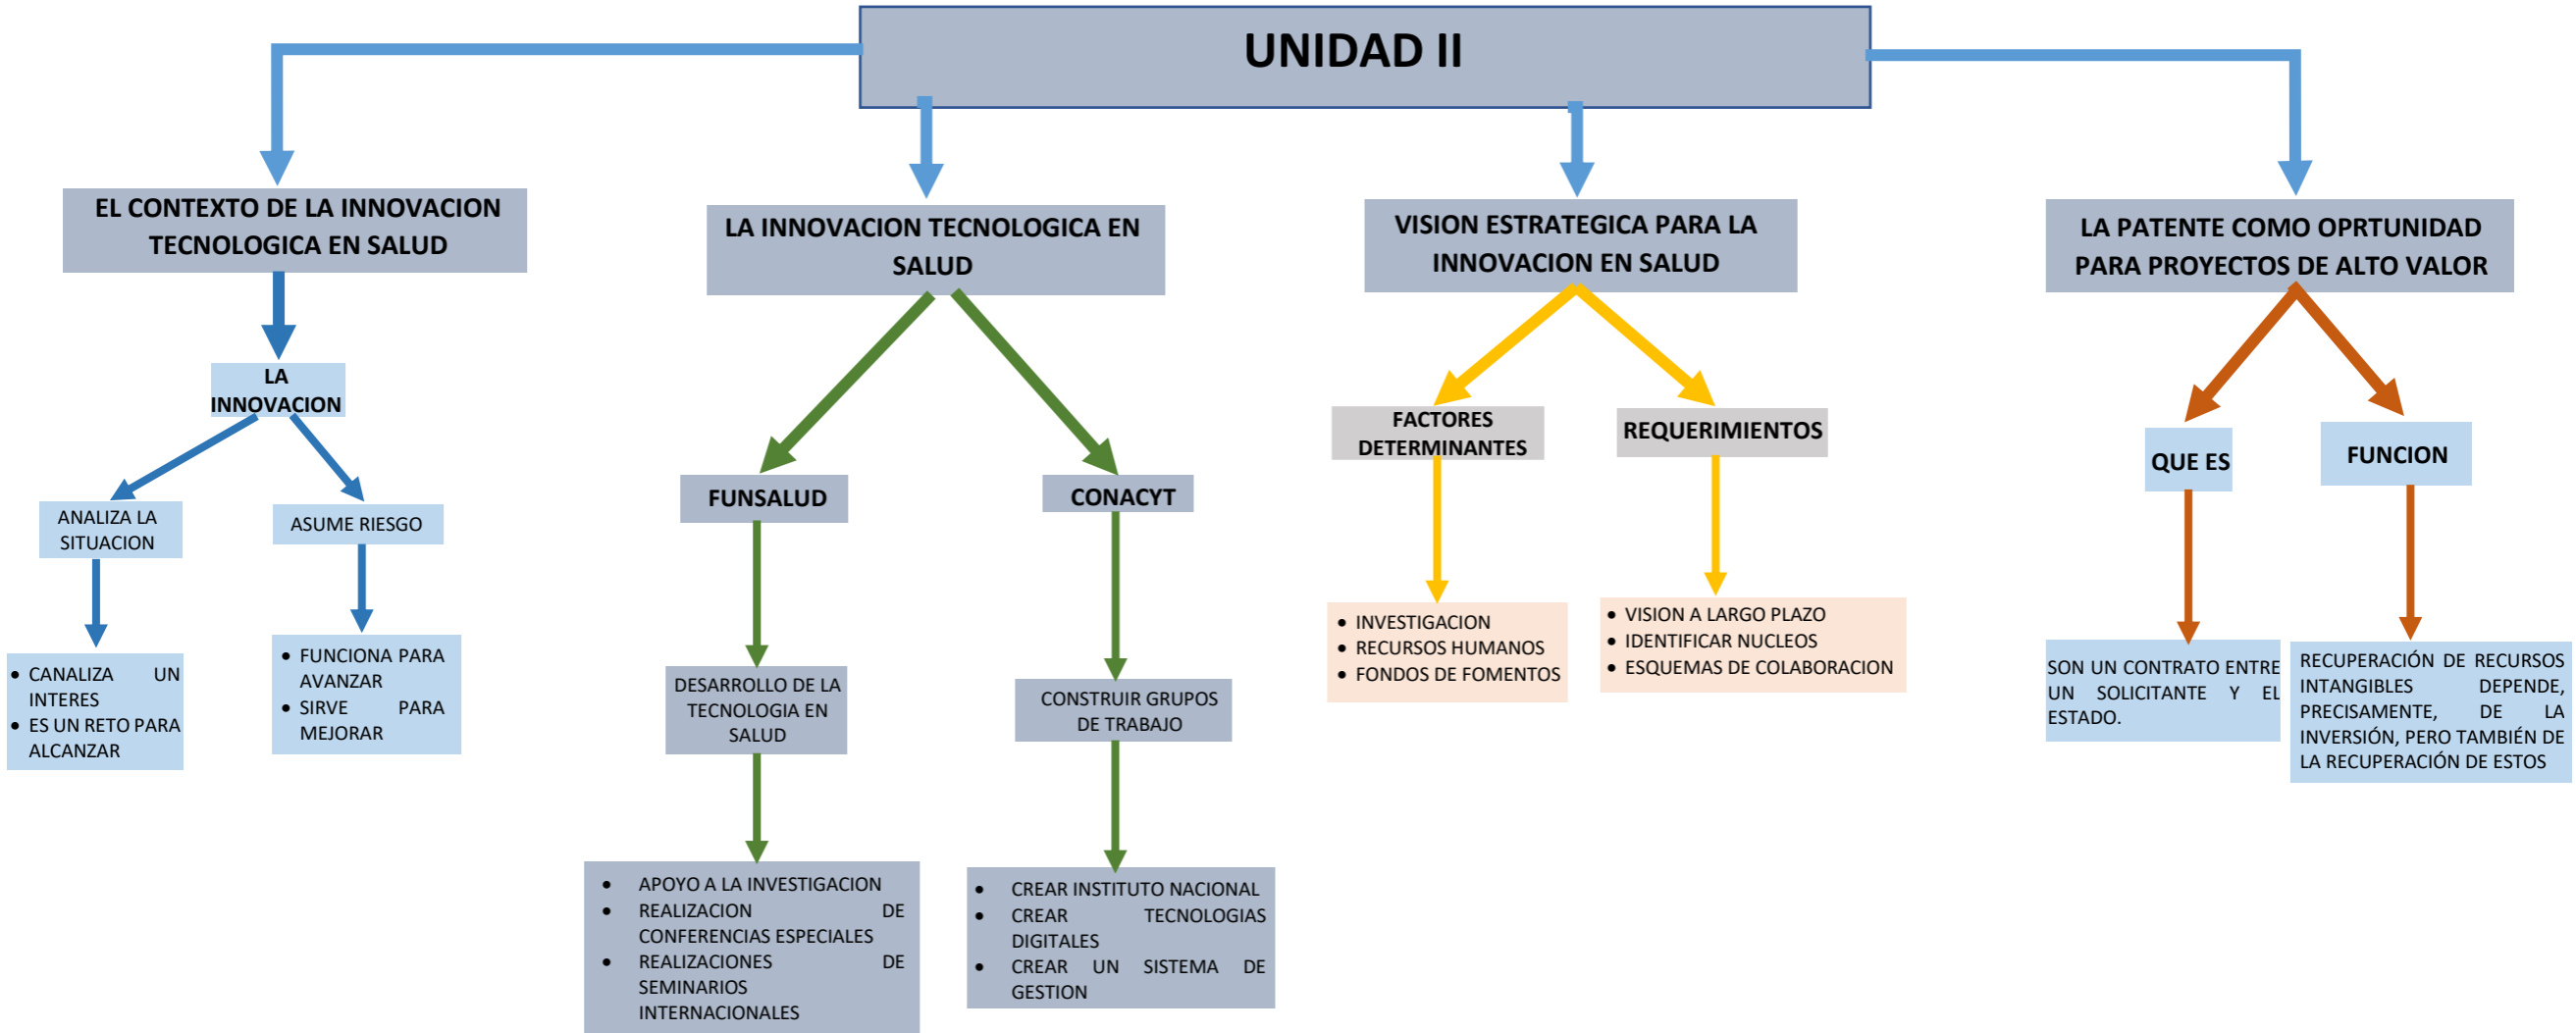 UNIDAD II
EL CONTEXTO DE LA INNOVACION
TECNOLOGICA EN SALUD
LA INNOVACION TECNOLOGICA EN
SALUD
VISION ESTRATEGICA PARA LA
INNOVACION EN SALUD
LA PATENTE COMO OPRTUNIDAD
PARA PROYECTOS DE ALTO VALOR
LA
INNOVACION
ANALIZA LA
SITUACION
ASUME RIESGO
• CANALIZA UN
INTERES
• ES UN RETO PARA
ALCANZAR
• FUNCIONA PARA
AVANZAR
• SIRVE PARA
MEJORAR
FUNSALUD
CONACYT
DESARROLLO DE LA
TECNOLOGIA EN
SALUD
CONSTRUIR GRUPOS
DE TRABAJO
• APOYO A LA INVESTIGACION
• REALIZACION DE
CONFERENCIAS ESPECIALES
• REALIZACIONES DE
SEMINARIOS
INTERNACIONALES
• CREAR INSTITUTO NACIONAL
• CREAR TECNOLOGIAS
DIGITALES
• CREAR UN SISTEMA DE
GESTION
FACTORES
DETERMINANTES
REQUERIMIENTOS
• INVESTIGACION
• RECURSOS HUMANOS
• FONDOS DE FOMENTOS
• VISION A LARGO PLAZO
• IDENTIFICAR NUCLEOS
• ESQUEMAS DE COLABORACION
QUE ES
FUNCION
SON UN CONTRATO ENTRE
UN SOLICITANTE Y EL
ESTADO.
RECUPERACIÓN DE RECURSOS
INTANGIBLES DEPENDE,
PRECISAMENTE, DE LA
INVERSIÓN, PERO TAMBIÉN DE
LA RECUPERACIÓN DE ESTOS